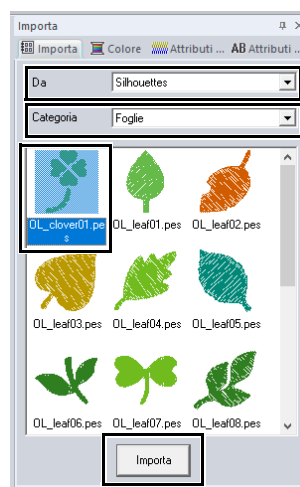 Importa
Importa Colore Attributi ... AB Attributi ...
Da Silhouettes
Categoria Foglie
OL_clover01.pe
s
OL_leaf01.pes OL_leaf02.pes
OL_leaf03.pes OL_leaf04.pes OL_leaf05.pes
OL_leaf06.pes OL_leaf07.pes OL_leaf08.pes
Importa